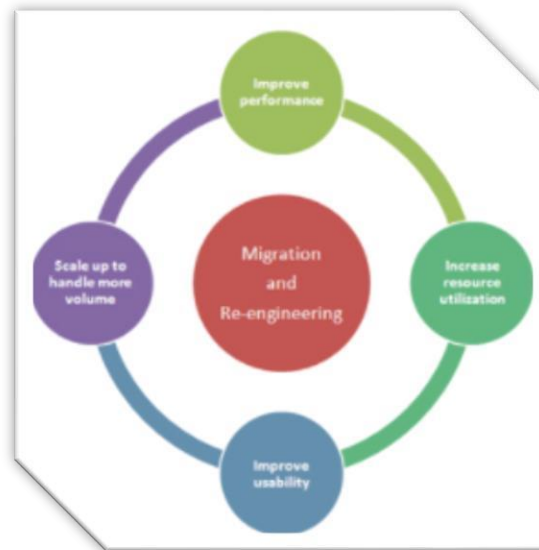 Improve
performance
Scale up to
handle more
volume
Migration
and
Re-engineering
Increase
resource
utilization
Improve
usability